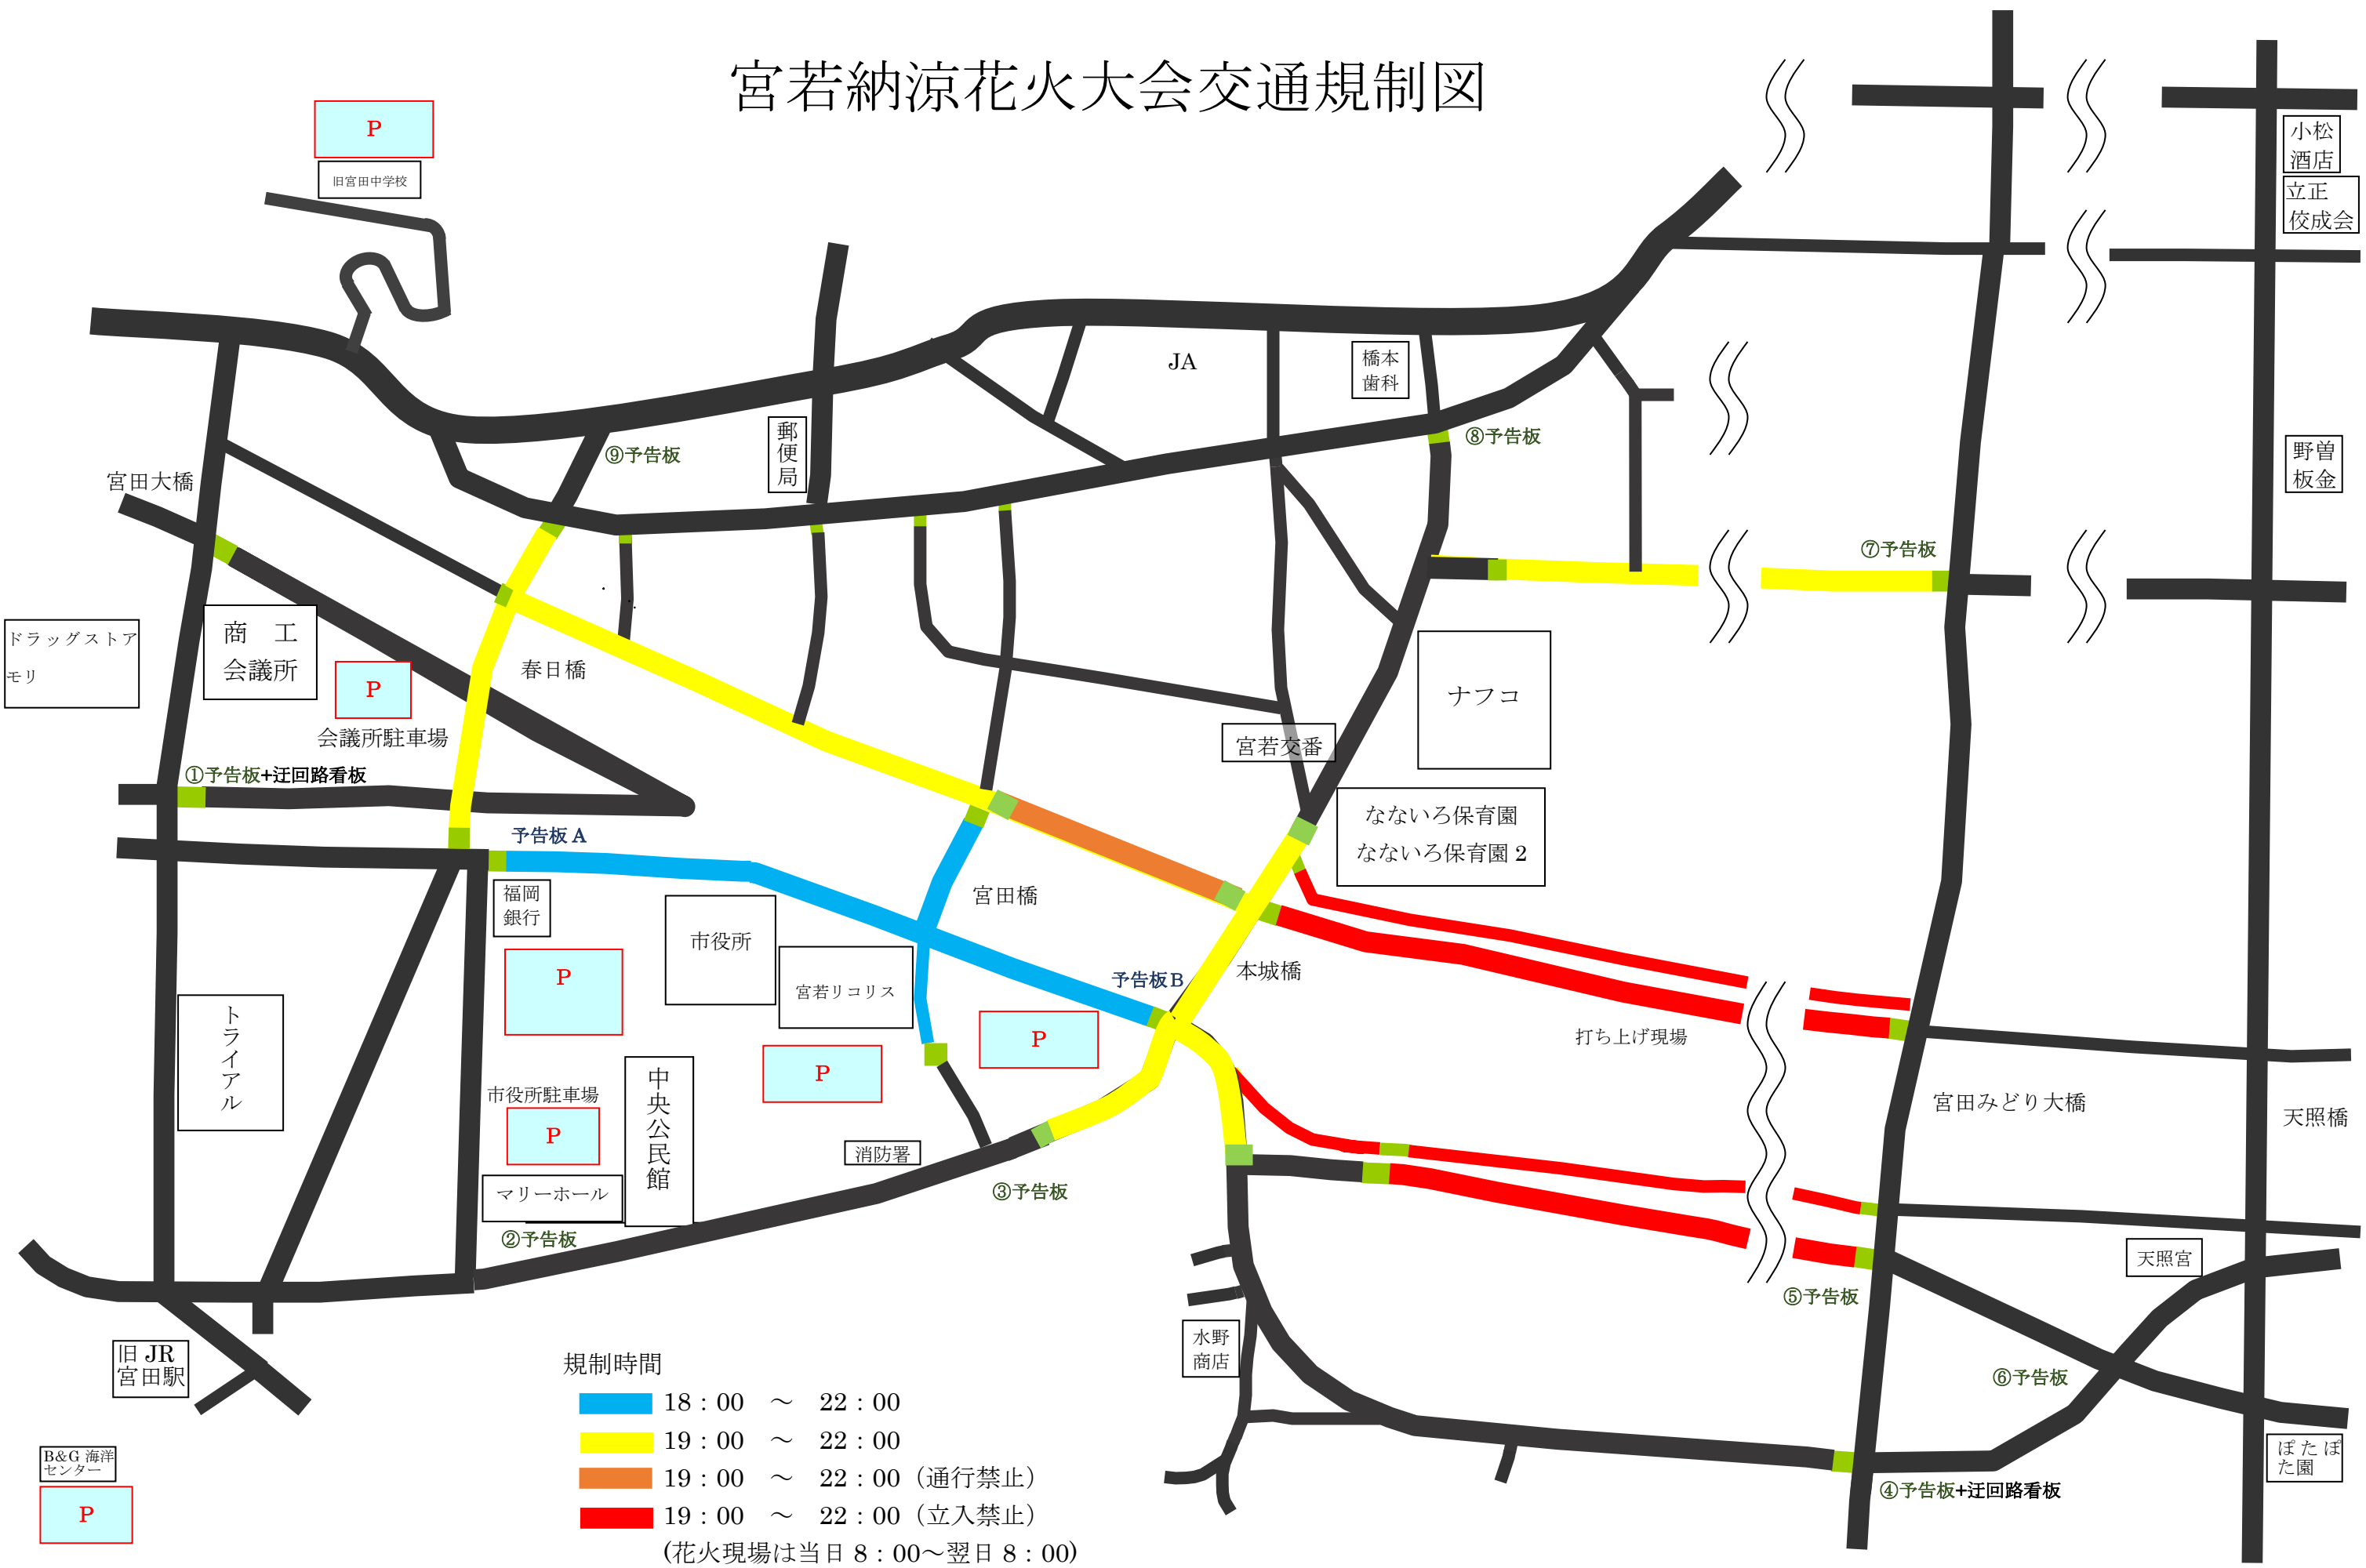 宮若納涼花火大会交通規制図
P
旧宮田中学校
小松
酒店
立正
佼成会
JA
橋本
歯科
⑧予告板
⑨予告板
郵便局
野曽
板金
宮田大橋
⑦予告板
ドラッグストア
モリ
商　工
会議所
春日橋
P
会議所駐車場
ナフコ
宮若交番
①予告板+迂回路看板
なないろ保育園
なないろ保育園 2
予告板 A
福岡
銀行
宮田橋
市役所
P
予告板 B
本城橋
宮若リコリス
トライアル
P
打ち上げ現場
P
市役所駐車場
P
中央公民館
宮田みどり大橋
天照橋
消防署
マリーホール
③予告板
②予告板
天照宮
⑤予告板
旧 JR
宮田駅
水野
商店
⑥予告板
規制時間
18：00　～　22：00
19：00　～　22：00
19：00　～　22：00（通行禁止）
19：00　～　22：00（立入禁止）
(花火現場は当日 8：00～翌日 8：00)
B&G 海洋
センター
P
ぽたぽ
た園
④予告板+迂回路看板